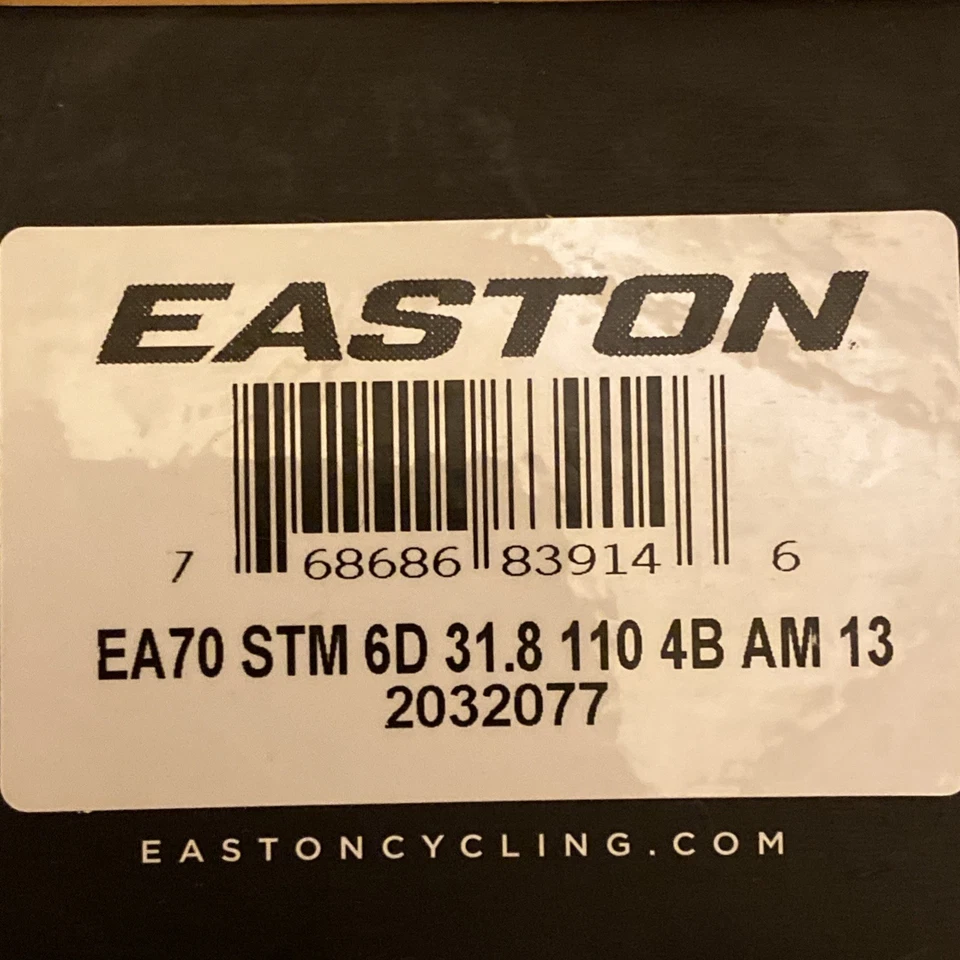 EASTON
7 68686 83914 6
EA70 STM 6D 31.8 110 4B AM 13
2032077
EASTONCYCLING.COM